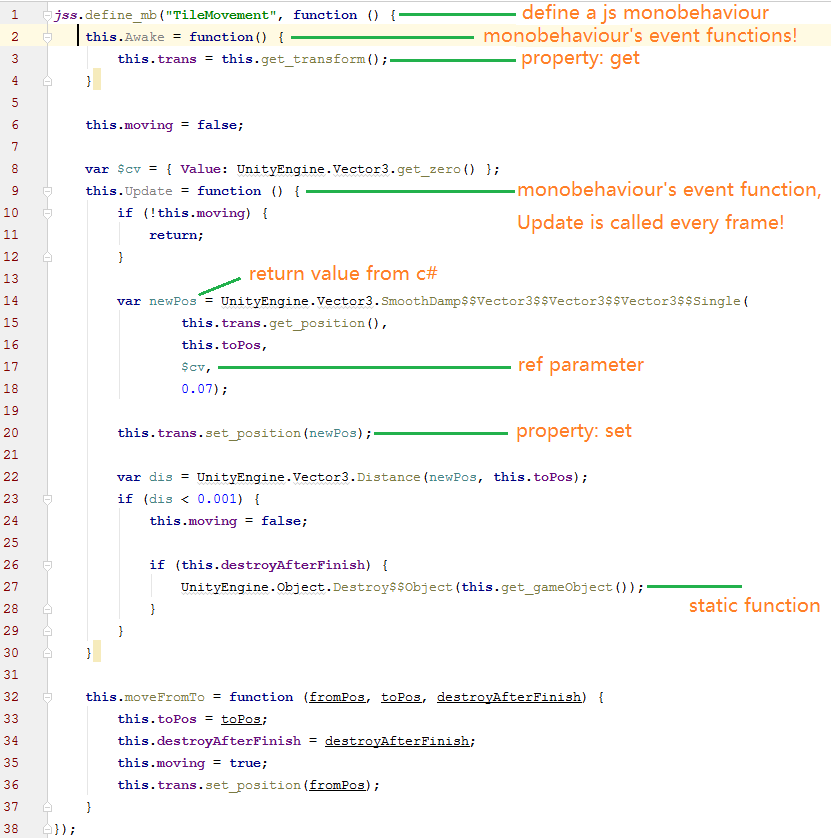 1 jss.define_mb("TileMovement", function () { define a js monobehaviour
2 this.Awake = function() { monobehaviour's event functions!
3 this.trans = this.get_transform(); property: get
4 }
5
6 this.moving = false;
7
8 var $cv = { Value: UnityEngine.Vector3.get_zero() };
9 this.Update = function () { monobehaviour's event function,
10 if (!this.moving) { Update is called every frame!
11 return;
12 }
13 return value from c#
14 var newPos = UnityEngine.Vector3.SmoothDamp$$Vector3$$Vector3$$Vector3$$Single(
15 this.trans.get_position(),
16 this.toPos,
17 $cv, ref parameter
18 0.07);
19
20 this.trans.set_position(newPos); property: set
21
22 var dis = UnityEngine.Vector3.Distance(newPos, this.toPos);
23 if (dis < 0.001) {
24 this.moving = false;
25
26 if (this.destroyAfterFinish) {
27 UnityEngine.Object.Destroy$$Object(this.get_gameObject());
28 } static function
29 }
30 }
31
32 this.moveFromTo = function (fromPos, toPos, destroyAfterFinish) {
33 this.toPos = toPos;
34 this.destroyAfterFinish = destroyAfterFinish;
35 this.moving = true;
36 this.trans.set_position(fromPos);
37 }
38 });